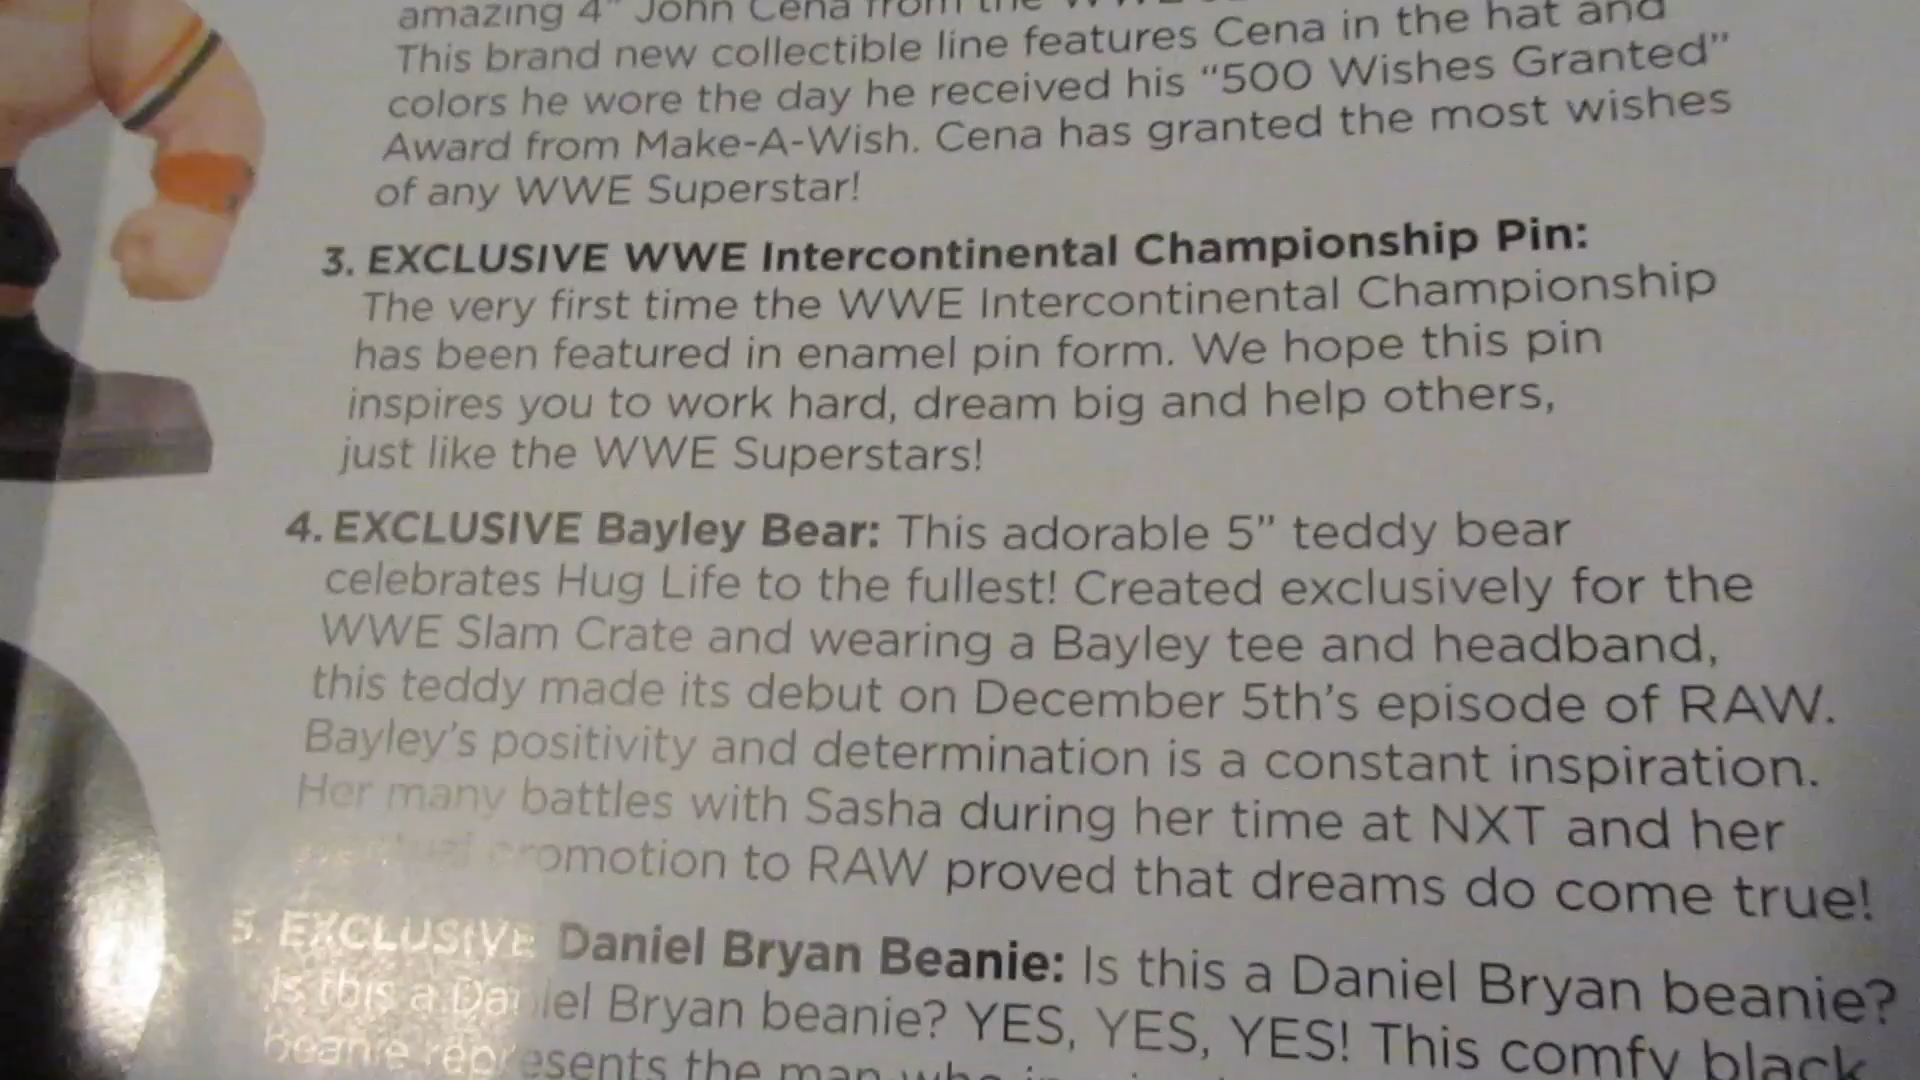 amazing 4" John Cena from the
This brand new collectible line features Cena in the hat and
colors he wore the day he received his "500 Wishes Granted"
Award from Make-A-Wish. Cena has granted the most wishes
of any WWE Superstar!
3. EXCLUSIVE WWE Intercontinental Championship Pin:
The very first time the WWE Intercontinental Championship
has been featured in enamel pin form. We hope this pin
inspires you to work hard, dream big and help others,
just like the WWE Superstars!
4. EXCLUSIVE Bayley Bear: This adorable 5" teddy bear
celebrates Hug Life to the fullest! Created exclusively for the
WWE Slam Crate and wearing a Bayley tee and headband,
this teddy made its debut on December 5th's episode of RAW.
Bayley's positivity and determination is a constant inspiration.
Her many battles with Sasha during her time at NXT and her
promotion to RAW proved that dreams do come true!
5. EXCLUSIVE Daniel Bryan Beanie: Is this a Daniel Bryan beanie?
Is this a Daniel Bryan beanie? YES, YES, YES! This comfy black
beanie represents the man who